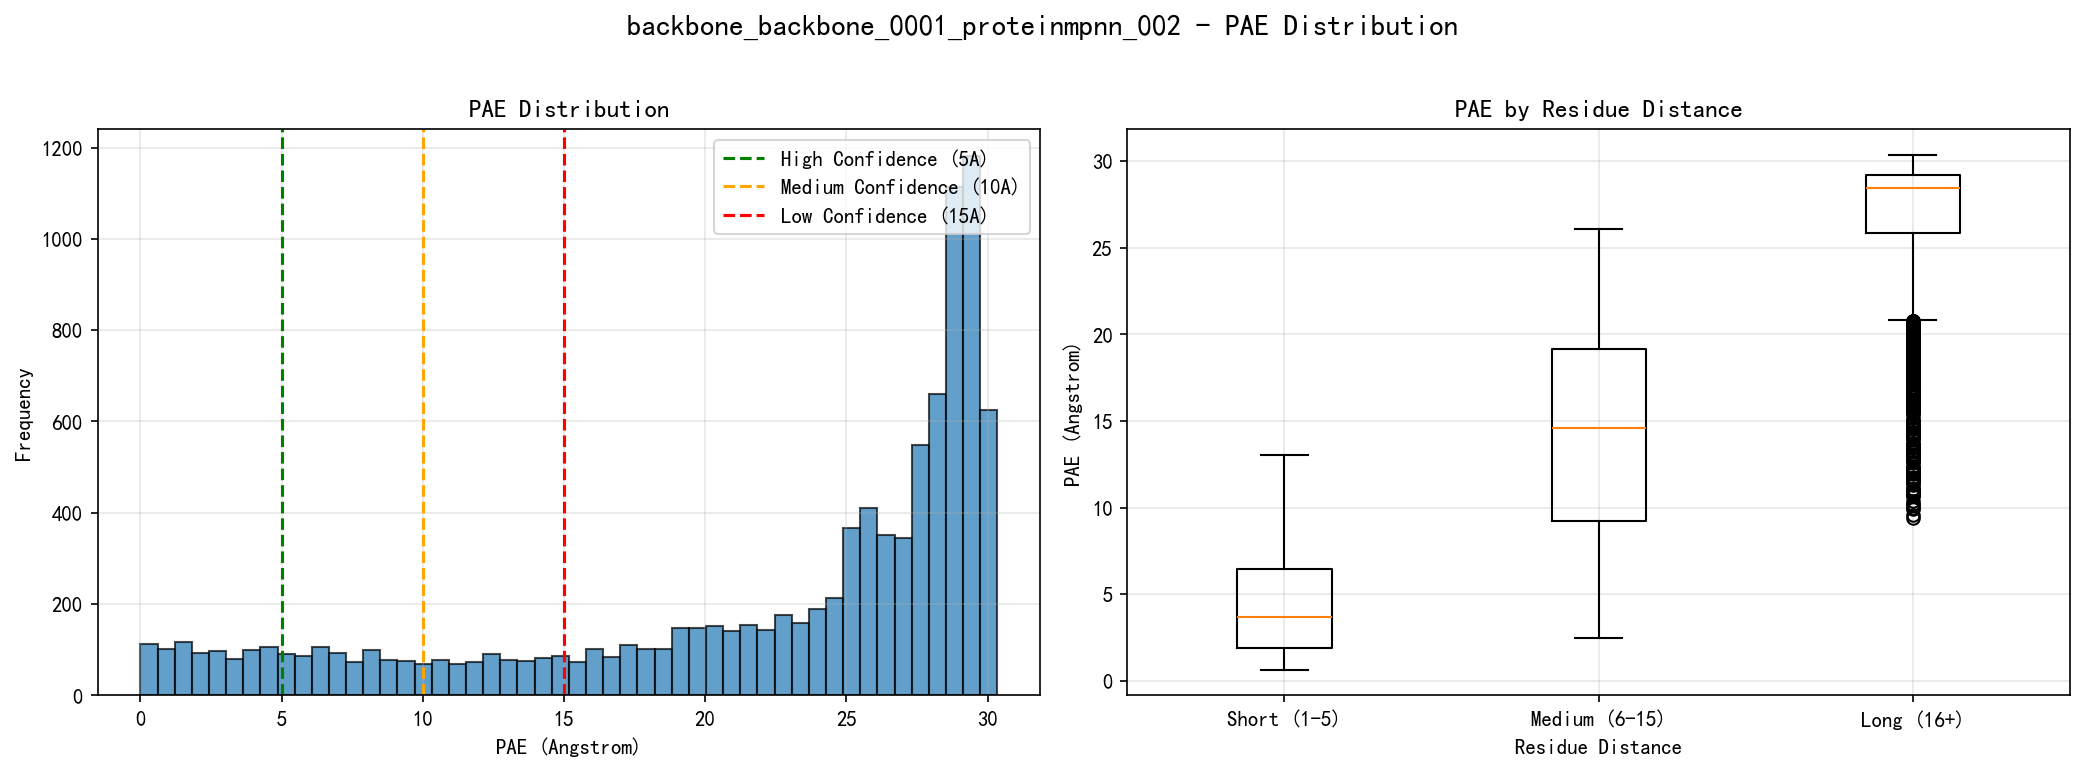 backbone_backbone_0001_proteinmpnn_002 - PAE Distribution
PAE Distribution
1200
1000
800
600
400
200
0
Frequency
High Confidence (5A)
Medium Confidence (10A)
Low Confidence (15A)
0 5 10 15 20 25 30
PAE (Angstrom)
PAE by Residue Distance
30
25
20
15
10
5
0
PAE (Angstrom)
Short (1-5) Medium (6-15) Long (16+)
Residue Distance